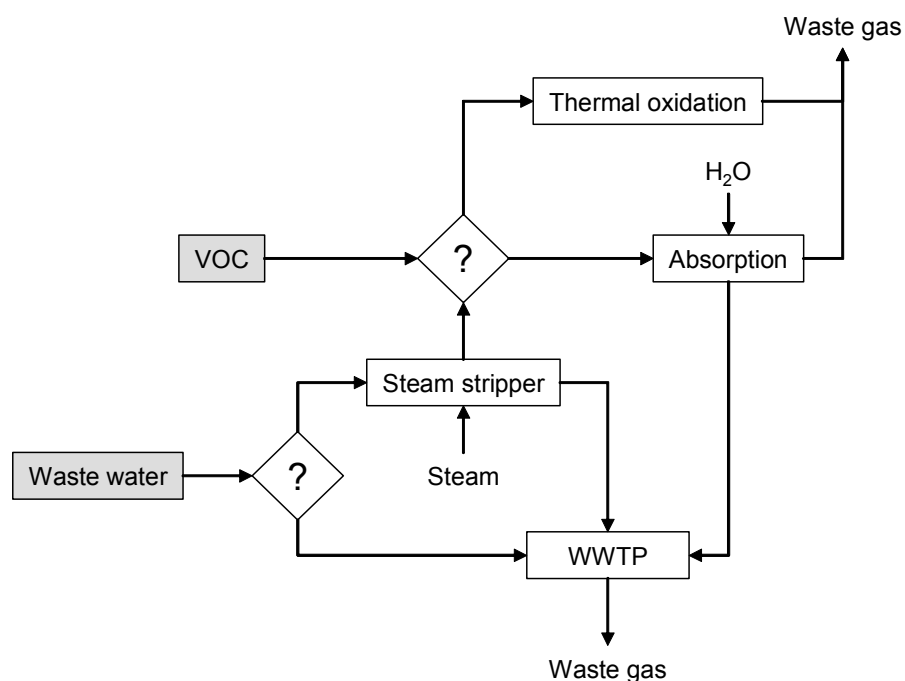 Waste gas
Thermal oxidation
H₂O
VOC
?
Absorption
Steam stripper
Waste water
?
Steam
WWTP
Waste gas